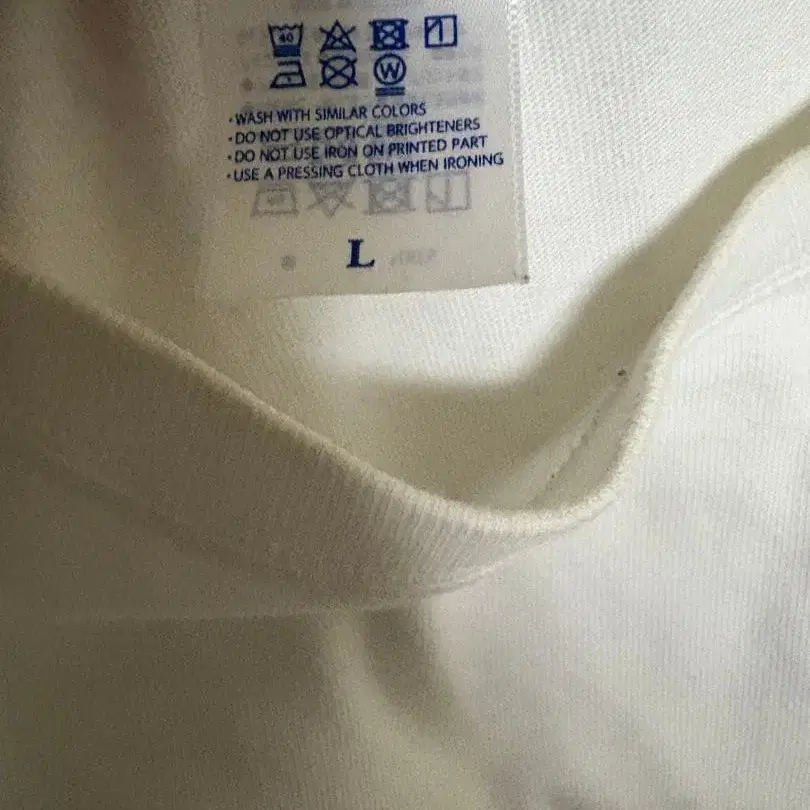 40
W
·WASH WITH SIMILAR COLORS
·DO NOT USE OPTICAL BRIGHTENERS
·DO NOT USE IRON ON PRINTED PART
·USE A PRESSING CLOTH WHEN IRONING
L